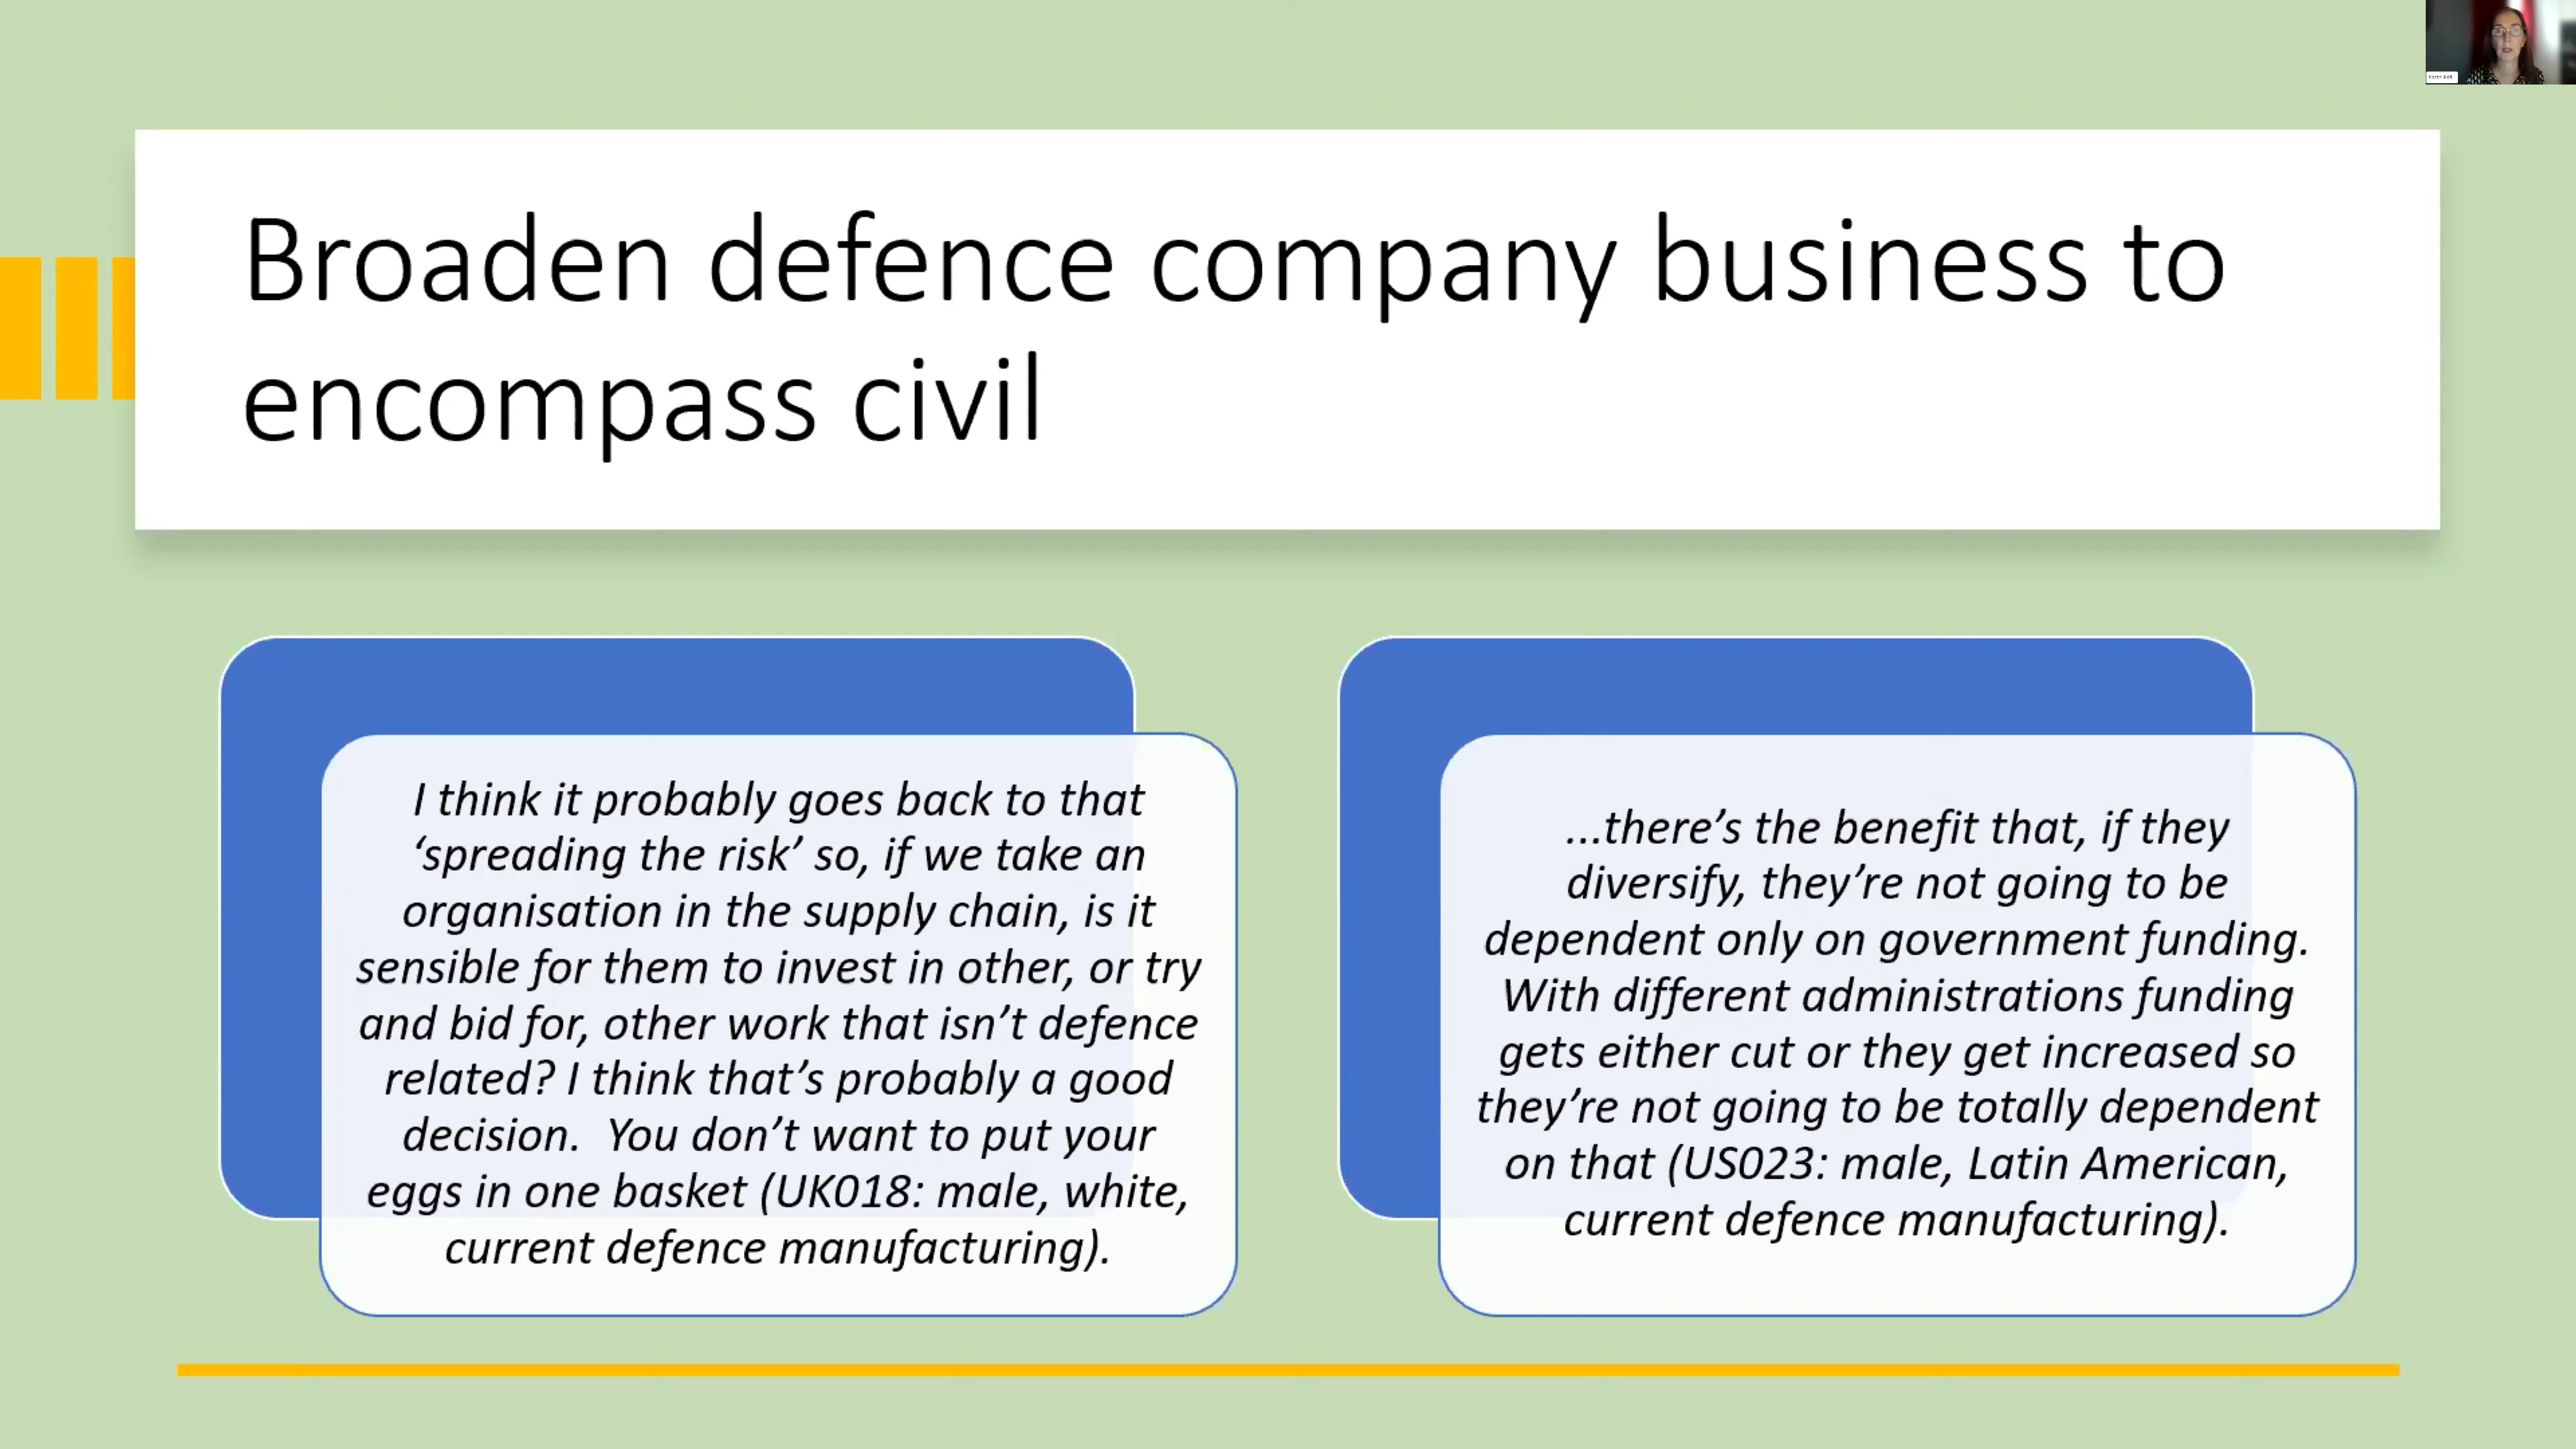 Broaden defence company business to
encompass civil
I think it probably goes back to that
‘spreading the risk’ so, if we take an
organisation in the supply chain, is it
sensible for them to invest in other, or try
and bid for, other work that isn’t defence
related? I think that’s probably a good
decision.  You don’t want to put your
eggs in one basket (UK018: male, white,
current defence manufacturing).
...there’s the benefit that, if they
diversify, they’re not going to be
dependent only on government funding.
With different administrations funding
gets either cut or they get increased so
they’re not going to be totally dependent
on that (US023: male, Latin American,
current defence manufacturing).